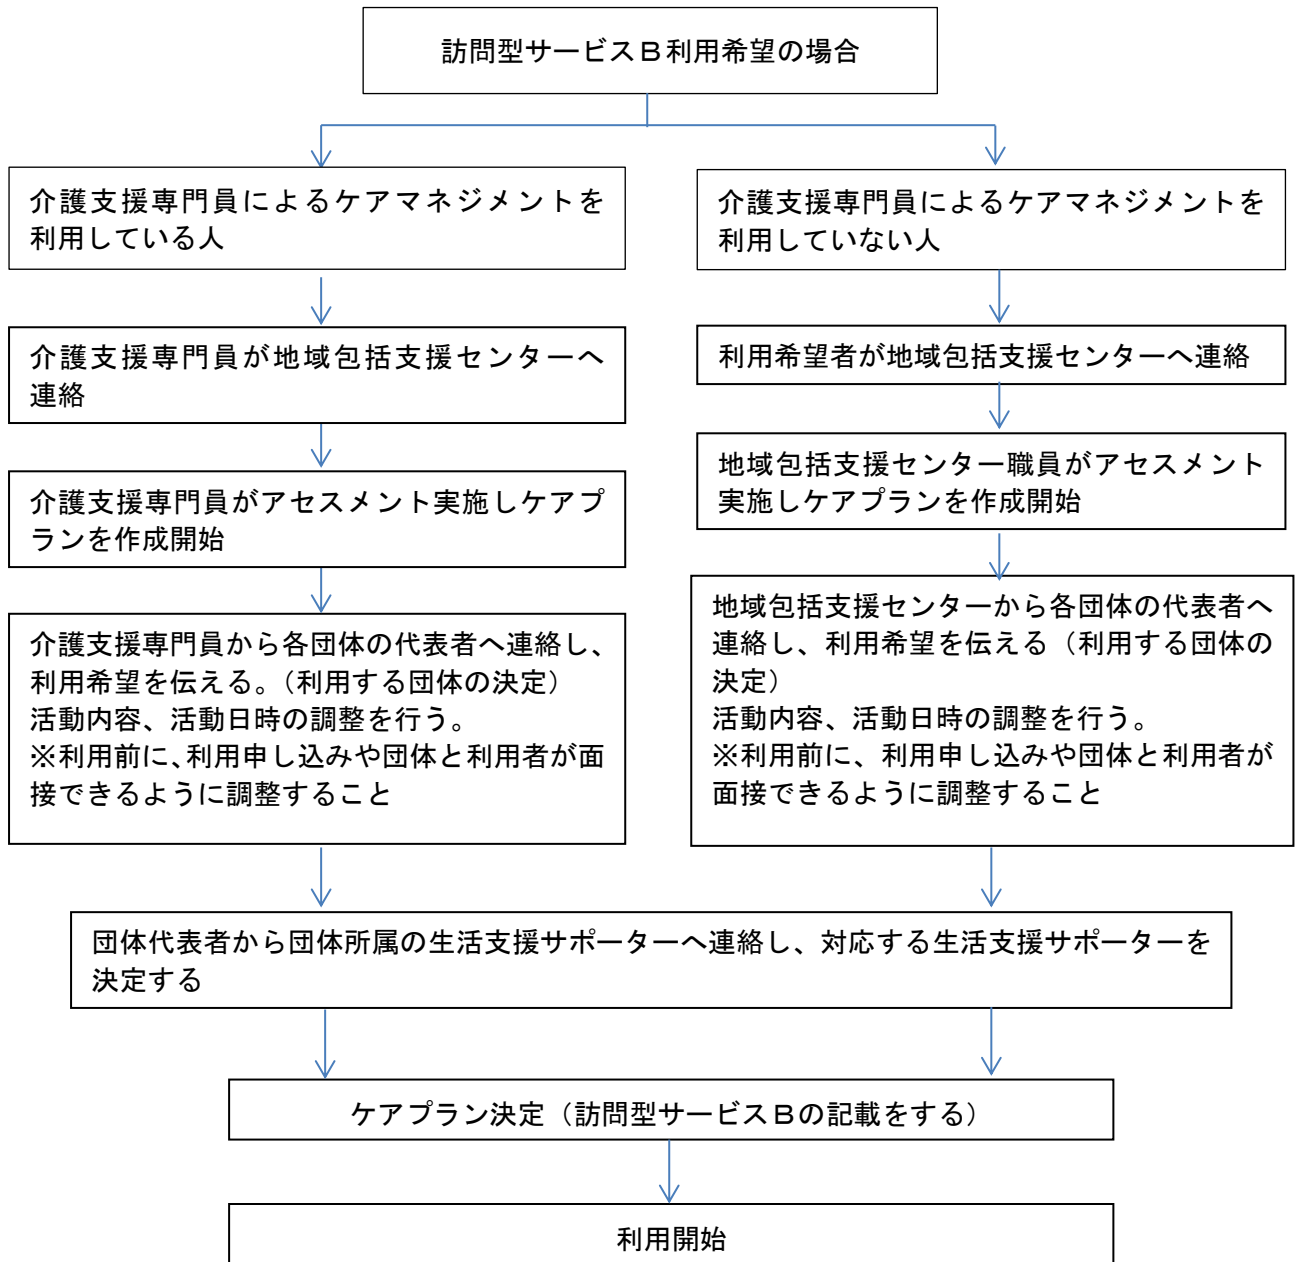 訪問型サービスＢ利用希望の場合
介護支援専門員によるケアマネジメントを
利用している人
介護支援専門員が地域包括支援センターへ
連絡
介護支援専門員がアセスメント実施しケアプ
ランを作成開始
介護支援専門員から各団体の代表者へ連絡し、
利用希望を伝える。（利用する団体の決定）
活動内容、活動日時の調整を行う。
※利用前に、利用申し込みや団体と利用者が面
接できるように調整すること
介護支援専門員によるケアマネジメントを
利用していない人
利用希望者が地域包括支援センターへ連絡
地域包括支援センター職員がアセスメント
実施しケアプランを作成開始
地域包括支援センターから各団体の代表者へ
連絡し、利用希望を伝える（利用する団体の
決定）
活動内容、活動日時の調整を行う。
※利用前に、利用申し込みや団体と利用者が
面接できるように調整すること
団体代表者から団体所属の生活支援サポーターへ連絡し、対応する生活支援サポーターを
決定する
ケアプラン決定（訪問型サービスＢの記載をする）
利用開始